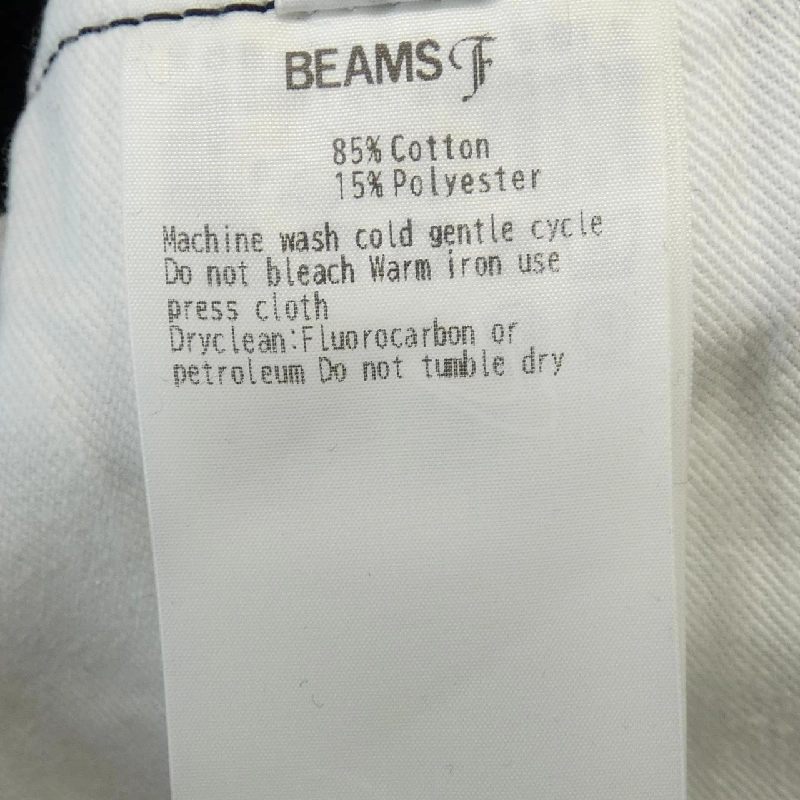 BEAMS F
85% Cotton
15% Polyester
Machine wash cold gentle cycle
Do not bleach Warm iron use
press cloth
Dryclean:Fluorocarbon or
petroleum Do not tumble dry